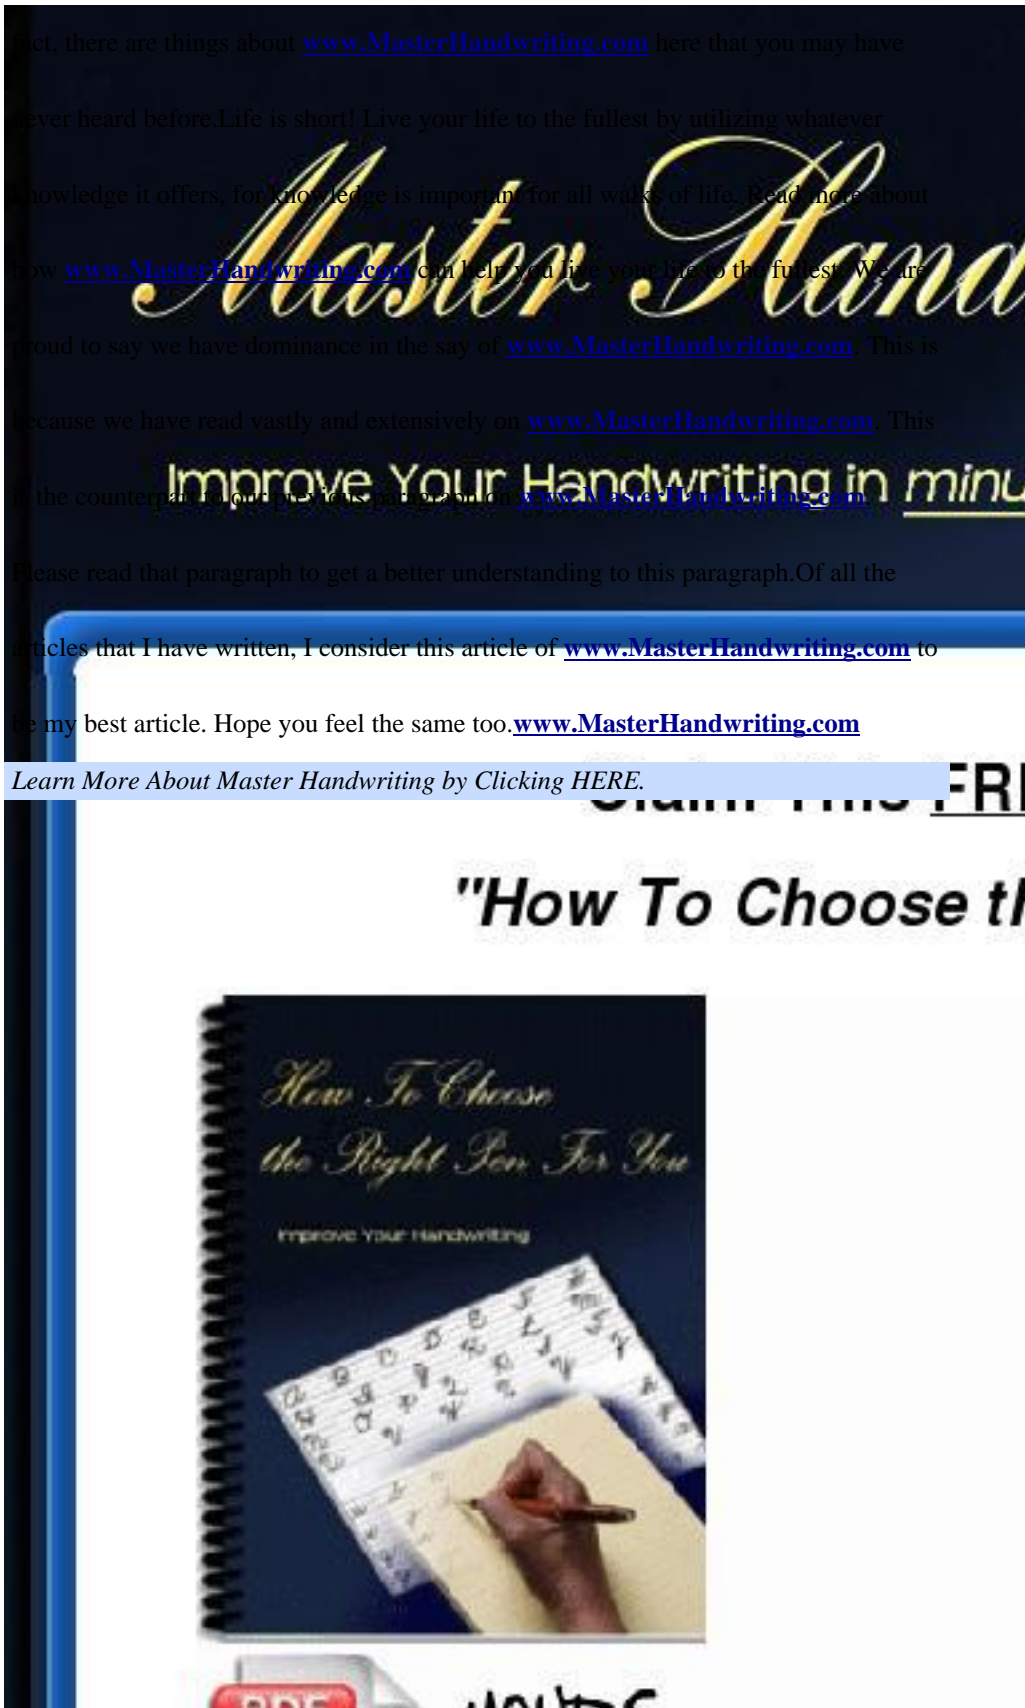 fact, there are things about www.MasterHandwriting.com here that you may have
never heard before.Life is short! Live your life to the fullest by utilizing whatever
knowledge it offers, for knowledge is important for all walks of life. Read more about
how www.MasterHandwriting.com can help you live your life to the fullest. We are
Master Hand
proud to say we have dominance in the say of www.MasterHandwriting.com. This is
because we have read vastly and extensively on www.MasterHandwriting.com. This
is the counterpart to our previous paragraph on www.MasterHandwriting.com.
Improve Your Handwriting in minu
Please read that paragraph to get a better understanding to this paragraph.Of all the
articles that I have written, I consider this article of www.MasterHandwriting.com to
be my best article. Hope you feel the same too.www.MasterHandwriting.com
Learn More About Master Handwriting by Clicking HERE.
Claim This FRE
"How To Choose th
How To Choose
the Right Pen For You
Improve Your Handwriting
PDF